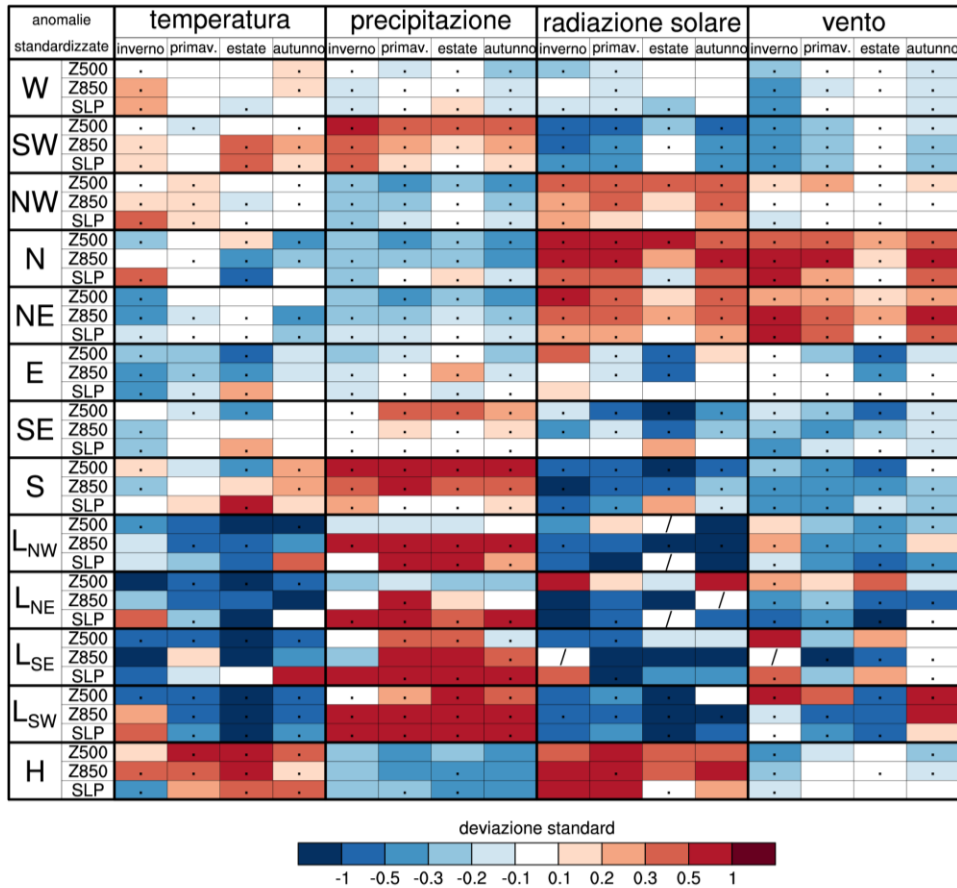 anomalie standardizzate temperatura precipitazione radiazione solare vento
inverno primav. estate autunno inverno primav. estate autunno inverno primav. estate autunno inverno primav. estate autunno
W Z500
Z850
SLP
SW Z500
Z850
SLP
NW Z500
Z850
SLP
N Z500
Z850
SLP
NE Z500
Z850
SLP
E Z500
Z850
SLP
SE Z500
Z850
SLP
S Z500
Z850
SLP
L_NW Z500 /
Z850
SLP /
L_NE Z500
Z850 /
SLP /
L_SE Z500
Z850 / /
SLP
L_SW Z500
Z850
SLP
H Z500
Z850
SLP
deviazione standard
-1 -0.5 -0.3 -0.2 -0.1 0.1 0.2 0.3 0.5 1